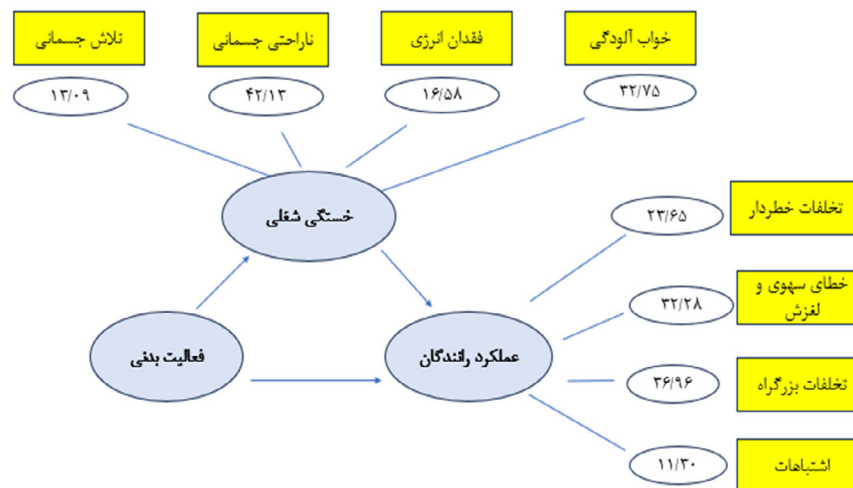 خواب آلودگی
فقدان انرژی
ناراحتی جسمانی
تلاش جسمانی
۳۲/۷۵
۱۶/۵۸
۴۲/۱۳
۱۳/۰۹
خستگی شغلی
تخلفات خطردار
۲۳/۶۵
خطای سهوی و
لغزش
۳۲/۲۸
عملکرد رانندگان
فعالیت بدنی
تخلفات بزرگراه
۳۶/۹۶
اشتباهات
۱۱/۳۰